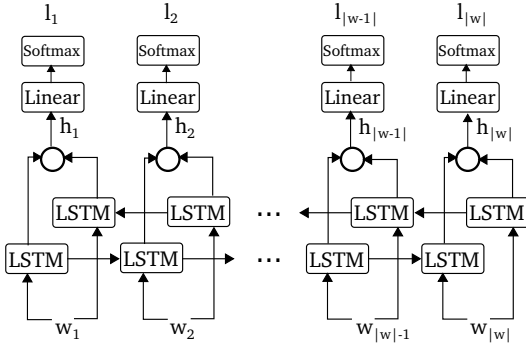 l₁ l₂ l|w-1| l|w|
Softmax Softmax Softmax Softmax
Linear Linear Linear Linear
h₁ h₂ h|w-1| h|w|
LSTM LSTM ... LSTM LSTM
LSTM LSTM ... LSTM LSTM
w₁ w₂ w|w|-1 w|w|